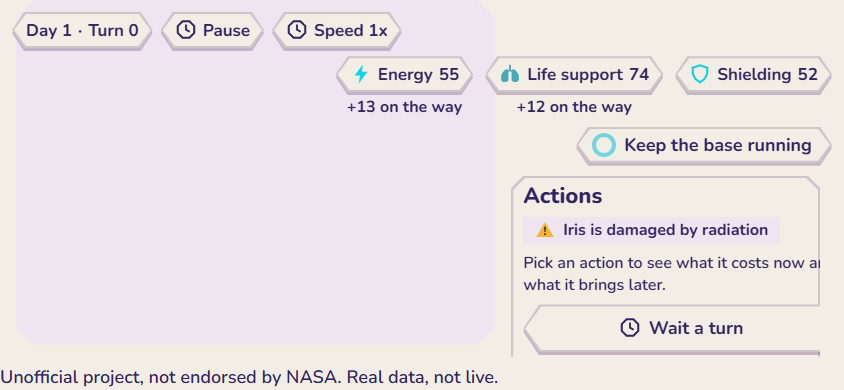 Day 1 · Turn 0
Pause
Speed 1x
Energy 55
Life support 74
Shielding 52
+13 on the way
+12 on the way
Keep the base running
Actions
Iris is damaged by radiation
Pick an action to see what it costs now
what it brings later.
Wait a turn
Unofficial project, not endorsed by NASA. Real data, not live.